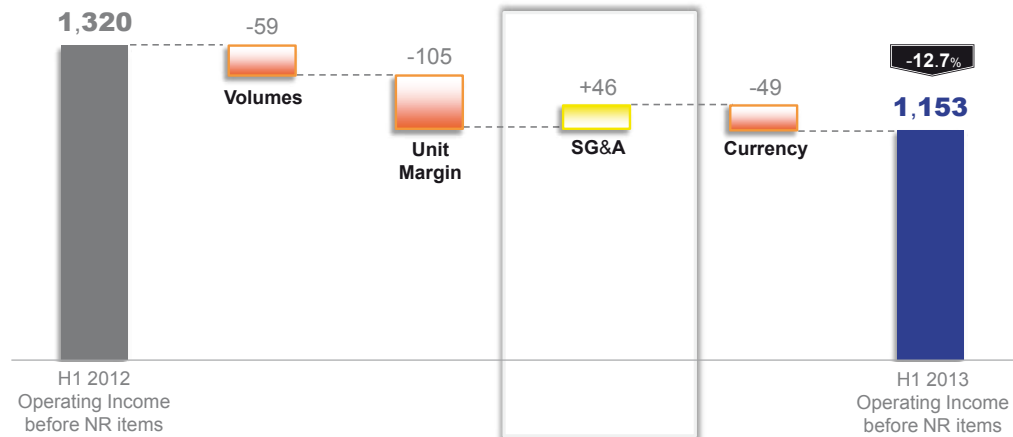 1,320
-59
Volumes
-105
Unit
Margin
+46
SG&A
-49
Currency
-12.7%
1,153
H1 2012
Operating Income
before NR items
H1 2013
Operating Income
before NR items